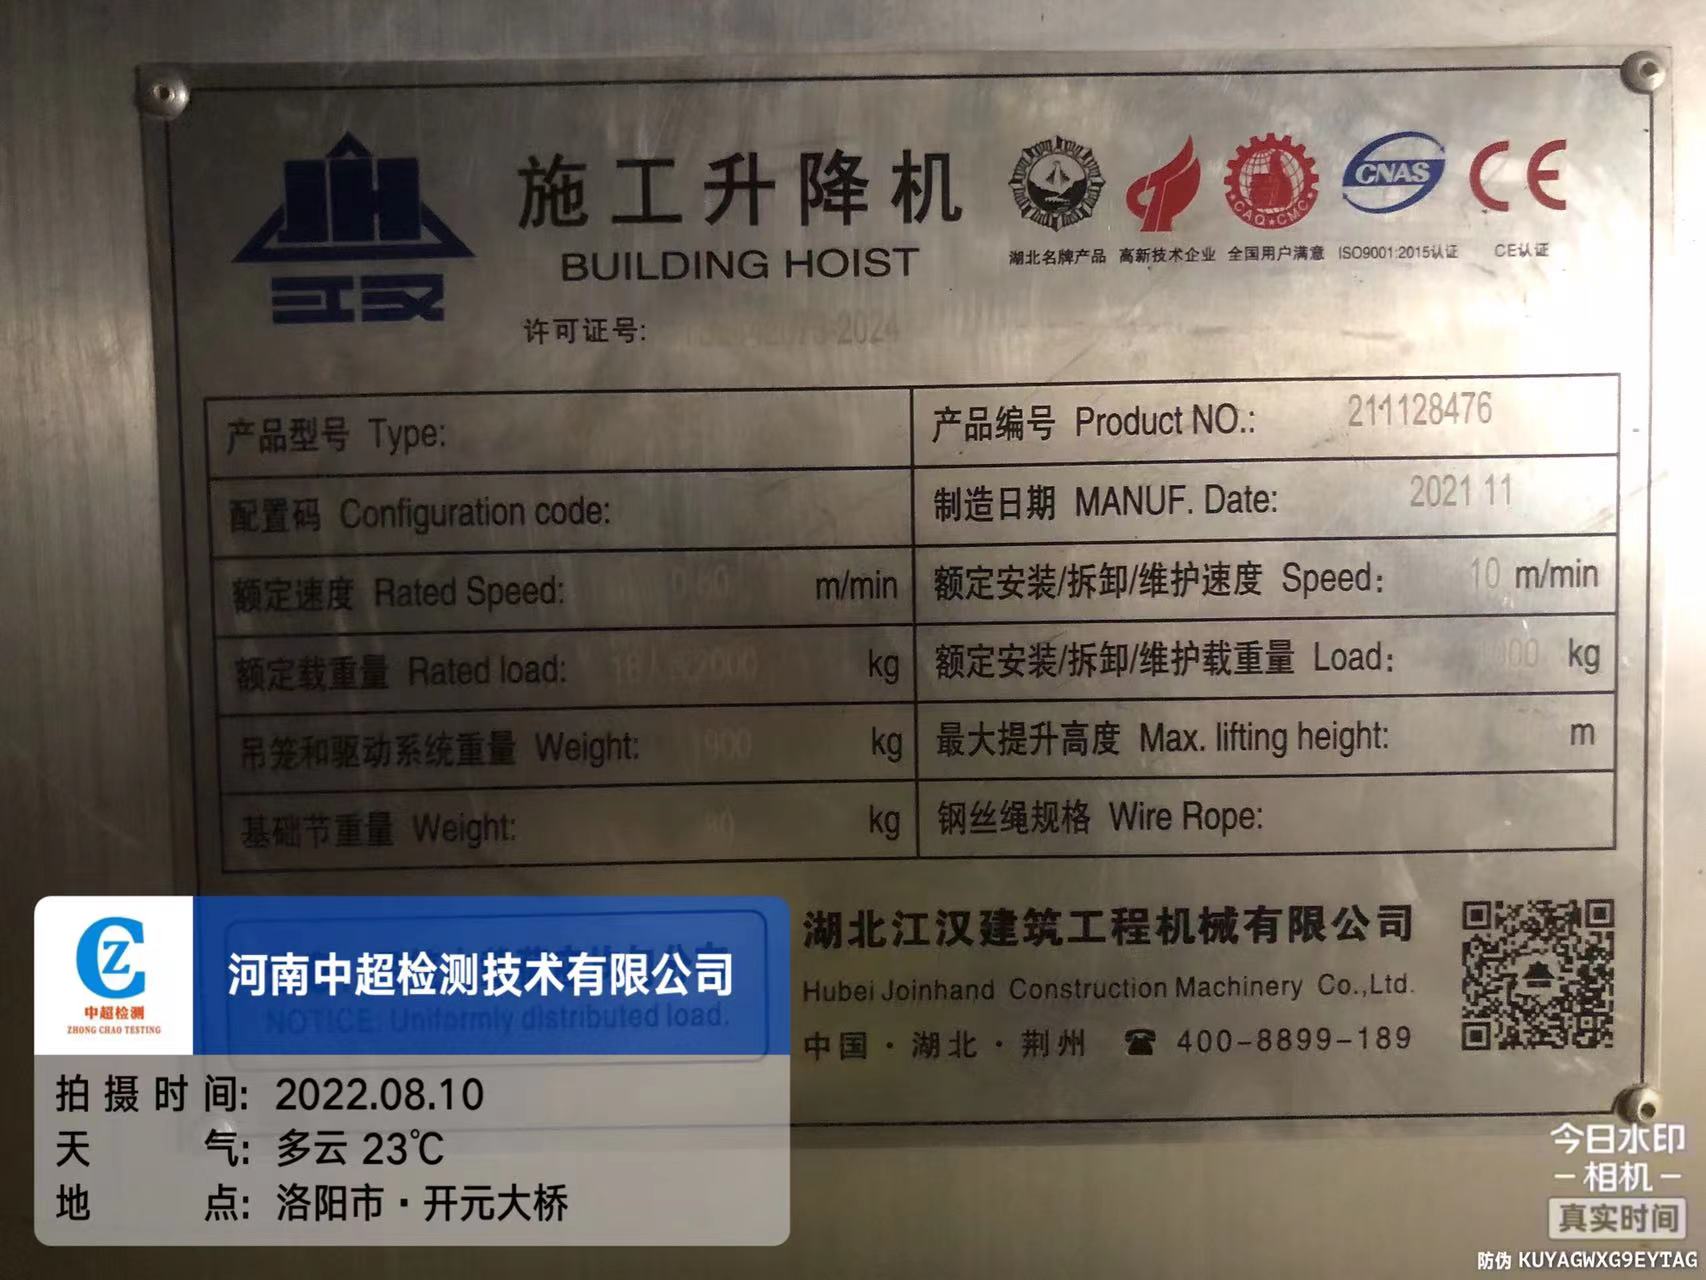 江汉
施工升降机
BUILDING HOIST
CAQ★CMC
CNAS
CE
湖北名牌产品 高新技术企业 全国用户满意 ISO9001:2015认证 CE认证
许可证号: 2024
产品型号 Type:
产品编号 Product NO.: 211128476
配置码 Configuration code:
制造日期 MANUF. Date: 2021 11
额定速度 Rated Speed: m/min
额定安装/拆卸/维护速度 Speed: 10 m/min
额定载重量 Rated load: 2000 kg
额定安装/拆卸/维护载重量 Load: kg
吊笼和驱动系统重量 Weight: 1900 kg
最大提升高度 Max. lifting height: m
基础节重量 Weight: kg
钢丝绳规格 Wire Rope:
NOTICE: Uniformly distributed load.
湖北江汉建筑工程机械有限公司
Hubei Joinhand Construction Machinery Co.,Ltd.
中国·湖北·荆州 ☎ 400-8899-189
中超检测
ZHONG CHAO TESTING
河南中超检测技术有限公司
拍摄时间: 2022.08.10
天气: 多云 23℃
地点: 洛阳市·开元大桥
今日水印
相机
真实时间
防伪 KUYAGWXG9EYTAG